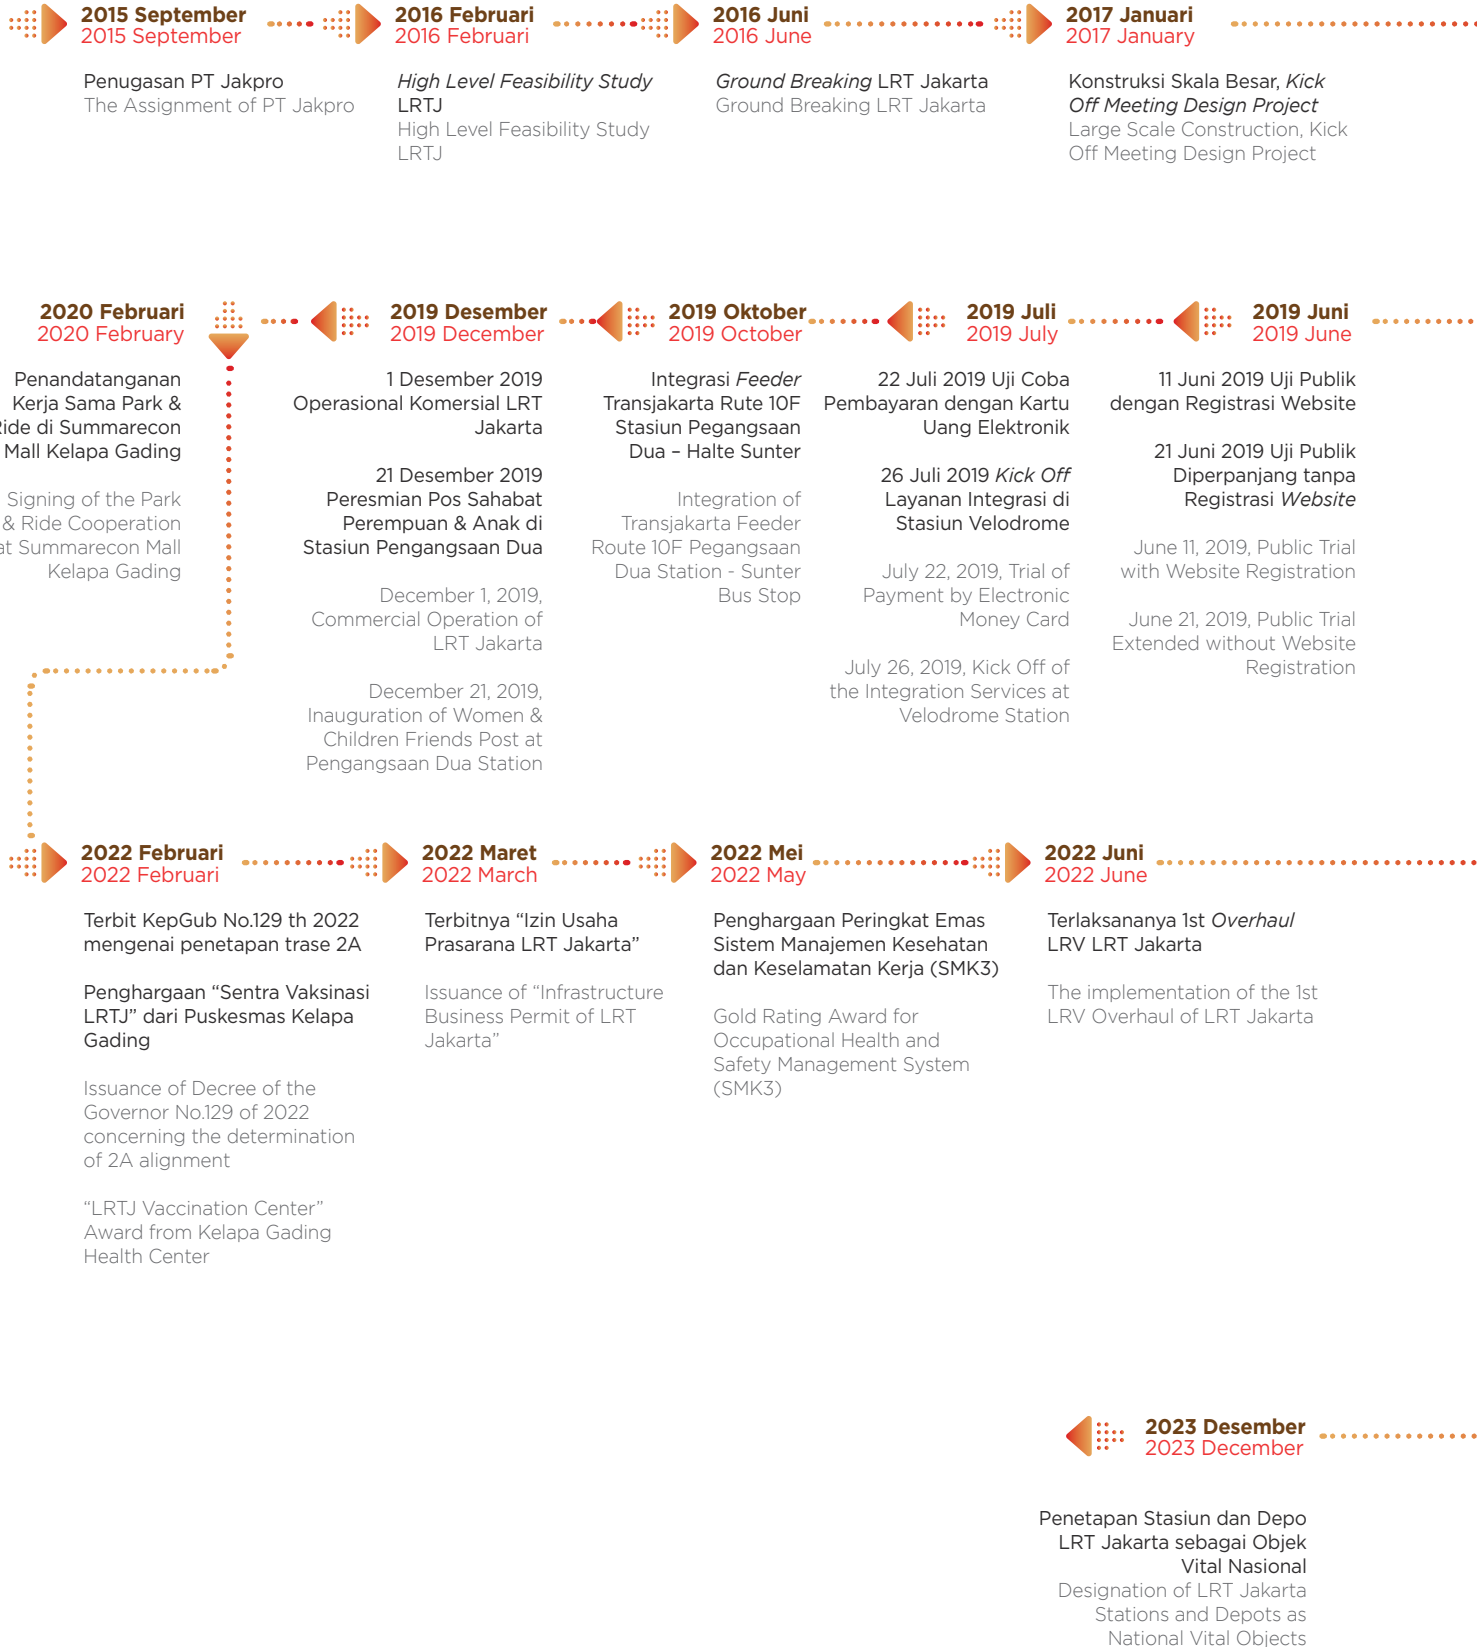 2015 September
2015 September
Penugasan PT Jakpro
The Assignment of PT Jakpro
2016 Februari
2016 Februari
High Level Feasibility Study
LRTJ
High Level Feasibility Study
LRTJ
2016 Juni
2016 June
Ground Breaking LRT Jakarta
Ground Breaking LRT Jakarta
2017 Januari
2017 January
Konstruksi Skala Besar, Kick
Off Meeting Design Project
Large Scale Construction, Kick
Off Meeting Design Project
2020 Februari
2020 February
Penandatanganan
Kerja Sama Park &
Ride di Summarecon
Mall Kelapa Gading
Signing of the Park
& Ride Cooperation
at Summarecon Mall
Kelapa Gading
2019 Desember
2019 December
1 Desember 2019
Operasional Komersial LRT
Jakarta
21 Desember 2019
Peresmian Pos Sahabat
Perempuan & Anak di
Stasiun Pengangsaan Dua
December 1, 2019,
Commercial Operation of
LRT Jakarta
December 21, 2019,
Inauguration of Women &
Children Friends Post at
Pengangsaan Dua Station
2019 Oktober
2019 October
Integrasi Feeder
Transjakarta Rute 10F
Stasiun Pegangsaan
Dua – Halte Sunter
Integration of
Transjakarta Feeder
Route 10F Pegangsaan
Dua Station - Sunter
Bus Stop
2019 Juli
2019 July
22 Juli 2019 Uji Coba
Pembayaran dengan Kartu
Uang Elektronik
26 Juli 2019 Kick Off
Layanan Integrasi di
Stasiun Velodrome
July 22, 2019, Trial of
Payment by Electronic
Money Card
July 26, 2019, Kick Off of
the Integration Services at
Velodrome Station
2019 Juni
2019 June
11 Juni 2019 Uji Publik
dengan Registrasi Website
21 Juni 2019 Uji Publik
Diperpanjang tanpa
Registrasi Website
June 11, 2019, Public Trial
with Website Registration
June 21, 2019, Public Trial
Extended without Website
Registration
2022 Februari
2022 Februari
Terbit KepGub No.129 th 2022
mengenai penetapan trase 2A
Penghargaan “Sentra Vaksinasi
LRTJ” dari Puskesmas Kelapa
Gading
Issuance of Decree of the
Governor No.129 of 2022
concerning the determination
of 2A alignment
“LRTJ Vaccination Center”
Award from Kelapa Gading
Health Center
2022 Maret
2022 March
Terbitnya “Izin Usaha
Prasarana LRT Jakarta”
Issuance of “Infrastructure
Business Permit of LRT
Jakarta”
2022 Mei
2022 May
Penghargaan Peringkat Emas
Sistem Manajemen Kesehatan
dan Keselamatan Kerja (SMK3)
Gold Rating Award for
Occupational Health and
Safety Management System
(SMK3)
2022 Juni
2022 June
Terlaksananya 1st Overhaul
LRV LRT Jakarta
The implementation of the 1st
LRV Overhaul of LRT Jakarta
2023 Desember
2023 December
Penetapan Stasiun dan Depo
LRT Jakarta sebagai Objek
Vital Nasional
Designation of LRT Jakarta
Stations and Depots as
National Vital Objects